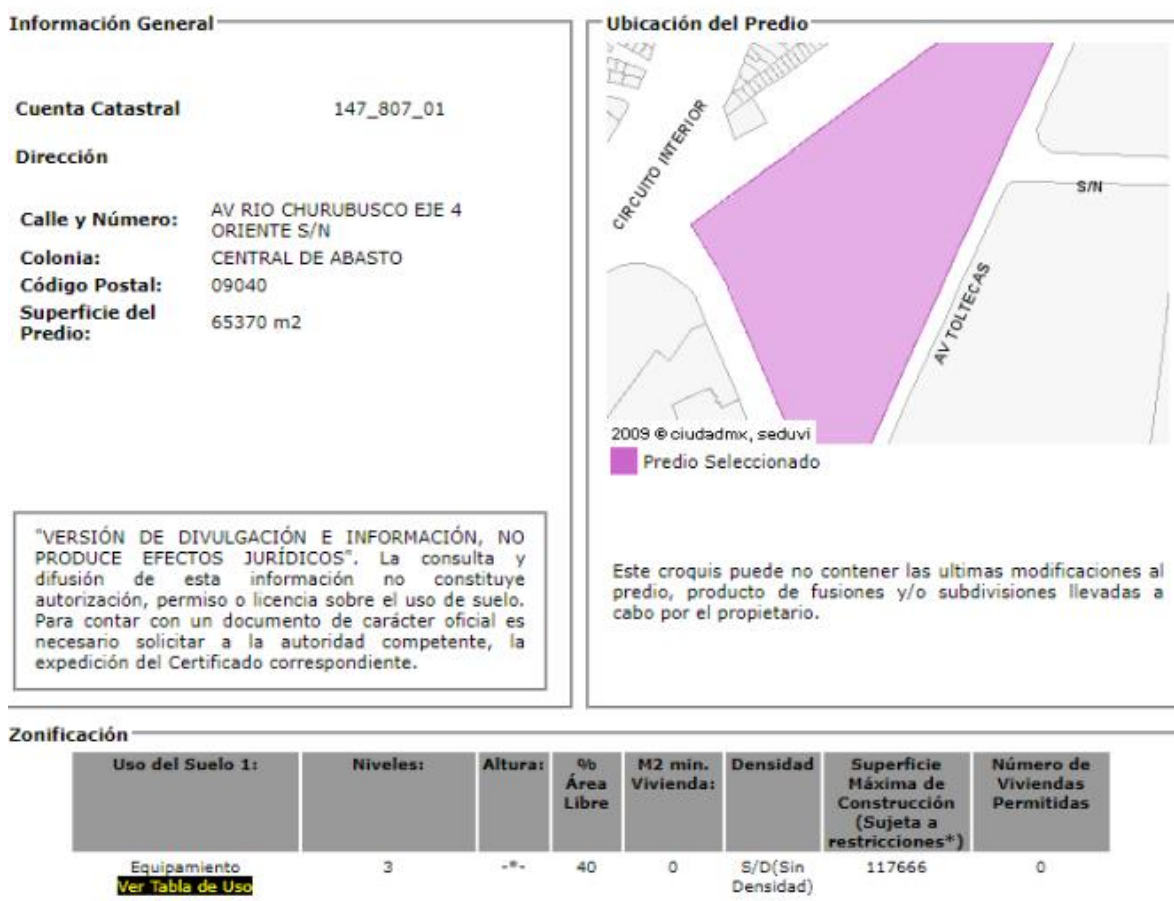 Información General
Cuenta Catastral 147_807_01
Dirección
Calle y Número: AV RIO CHURUBUSCO EJE 4
ORIENTE S/N
Colonia: CENTRAL DE ABASTO
Código Postal: 09040
Superficie del
Predio: 65370 m2
"VERSIÓN DE DIVULGACIÓN E INFORMACIÓN, NO
PRODUCE EFECTOS JURÍDICOS". La consulta y
difusión de esta información no constituye
autorización, permiso o licencia sobre el uso de suelo.
Para contar con un documento de carácter oficial es
necesario solicitar a la autoridad competente, la
expedición del Certificado correspondiente.
Ubicación del Predio
CIRCUITO INTERIOR
S/N
AV TOLTECAS
2009 © ciudadmx, seduvi
Predio Seleccionado
Este croquis puede no contener las ultimas modificaciones al
predio, producto de fusiones y/o subdivisiones llevadas a
cabo por el propietario.
Zonificación
Uso del Suelo 1:
Niveles:
Altura:
%
Área
Libre
M2 min.
Vivienda:
Densidad
Superficie
Máxima de
Construcción
(Sujeta a
restricciones*)
Número de
Viviendas
Permitidas
Equipamiento
Ver Tabla de Uso
3
-*-
40
0
S/D(Sin
Densidad)
117666
0